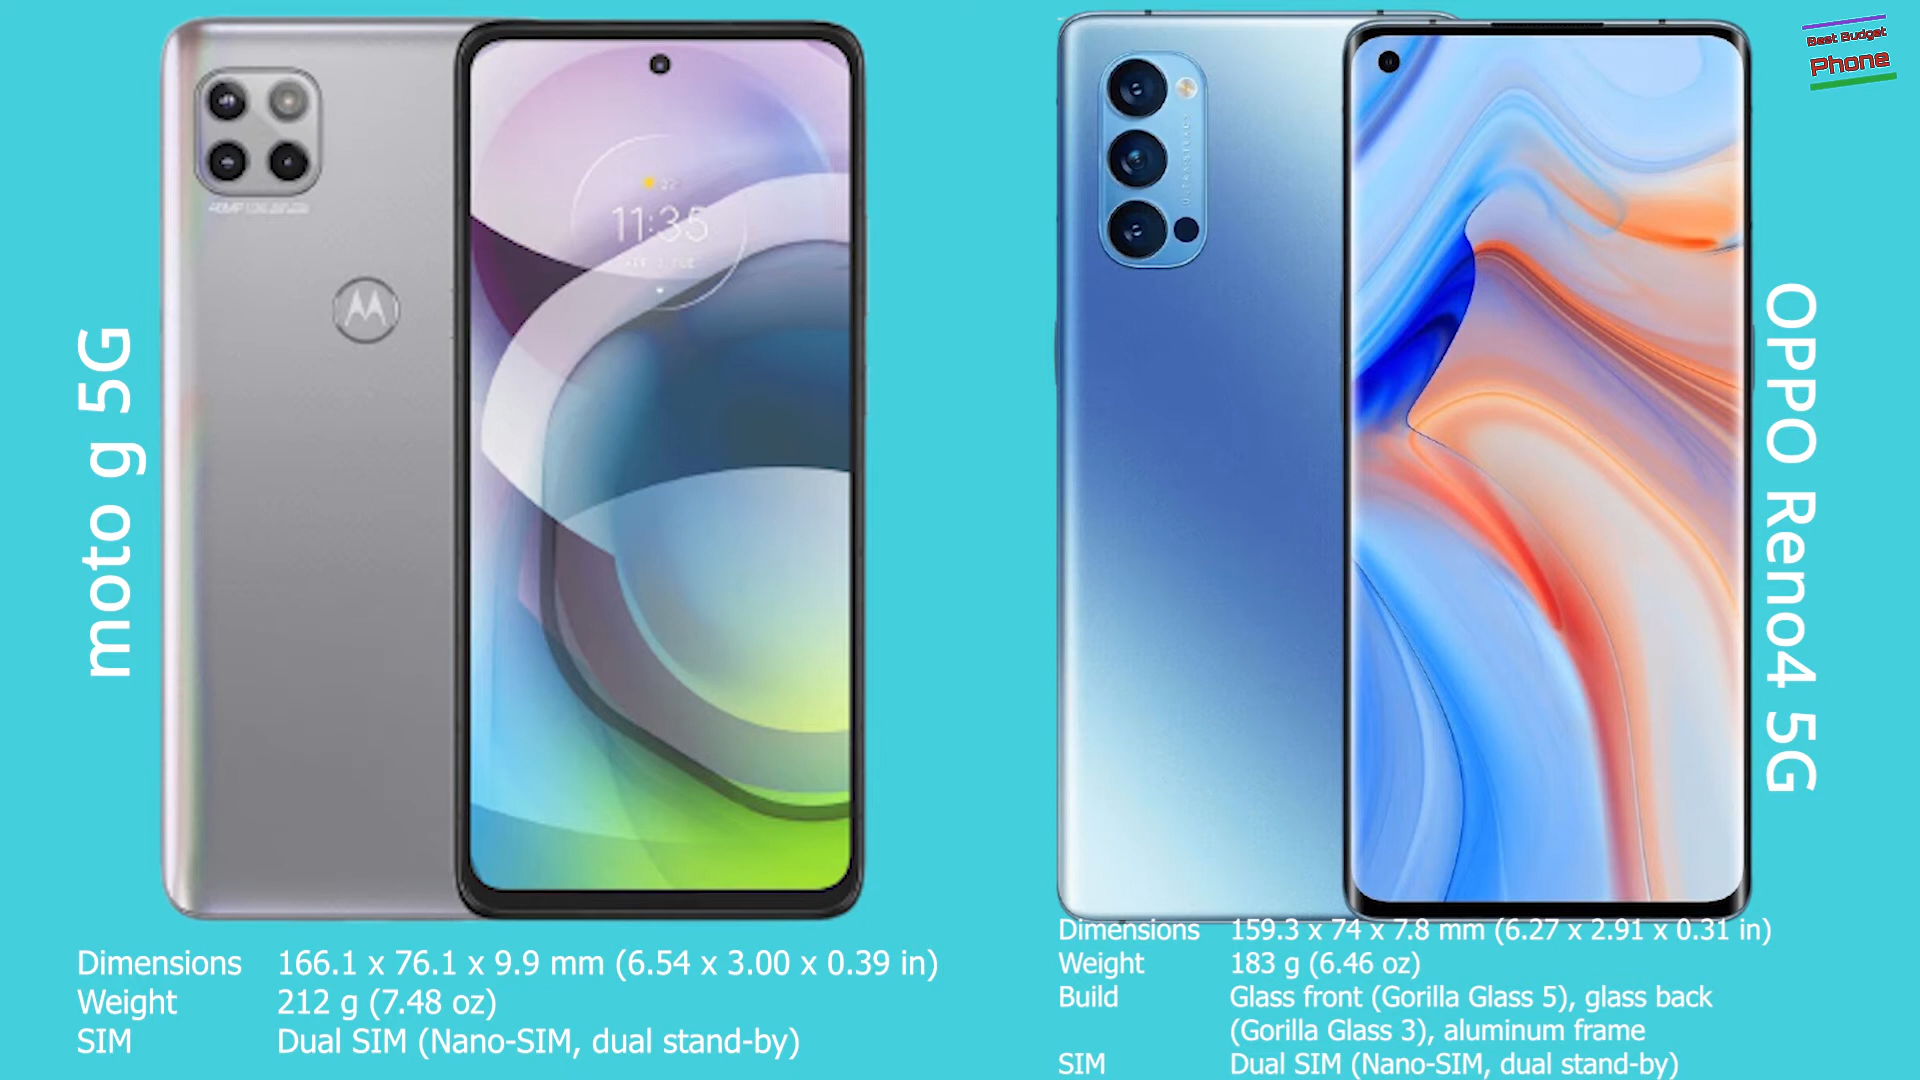 Best Budget
Phone
moto g 5G
11:35
OPPO Reno4 5G
Dimensions 166.1 x 76.1 x 9.9 mm (6.54 x 3.00 x 0.39 in)
Weight 212 g (7.48 oz)
SIM Dual SIM (Nano-SIM, dual stand-by)
Dimensions 159.3 x 74 x 7.8 mm (6.27 x 2.91 x 0.31 in)
Weight 183 g (6.46 oz)
Build Glass front (Gorilla Glass 5), glass back
(Gorilla Glass 3), aluminum frame
SIM Dual SIM (Nano-SIM, dual stand-by)